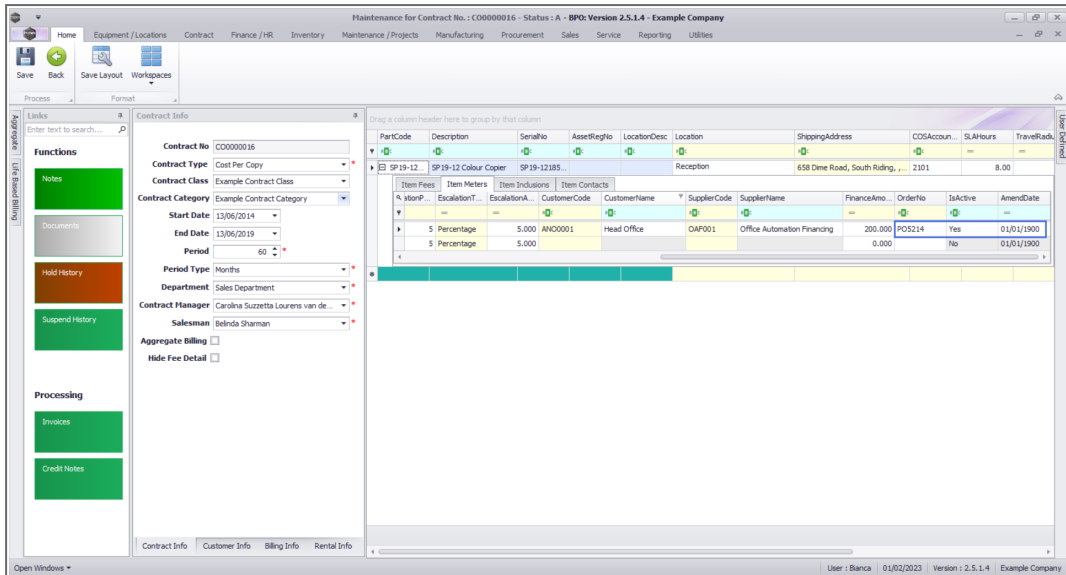 Maintenance for Contract No. : CO0000016 - Status : A - BPO: Version 2.5.1.4 - Example Company
Home Equipment / Locations Contract Finance / HR Inventory Maintenance / Projects Manufacturing Procurement Sales Service Reporting Utilities
Save Back Save Layout Workspaces
Process Format
Aggregate
Life Based Billing
Links
Enter text to search...
Functions
Notes
Documents
Hold History
Suspend History
Processing
Invoices
Credit Notes
Contract Info
Contract No CO0000016
Contract Type Cost Per Copy *
Contract Class Example Contract Class
Contract Category Example Contract Category
Start Date 13/06/2014
End Date 13/06/2019
Period 60 *
Period Type Months *
Department Sales Department *
Contract Manager Carolina Suzzetta Lourens van de... *
Salesman Belinda Sharman *
Aggregate Billing
Hide Fee Detail
Contract Info Customer Info Billing Info Rental Info
Drag a column header here to group by that column
PartCode Description SerialNo AssetRegNo LocationDesc Location ShippingAddress COSAccoun... SLAHours TravelRadiu
SP19-12... SP19-12 Colour Copier SP19-12185... Reception 658 Dime Road, South Riding, ,... 2101 8.00
Item Fees Item Meters Item Inclusions Item Contacts
ationP... EscalationT... EscalationA... CustomerCode CustomerName SupplierCode SupplierName FinanceAmo... OrderNo IsActive AmendDate
5 Percentage 5.000 ANO0001 Head Office OAF001 Office Automation Financing 200.000 PO5214 Yes 01/01/1900
5 Percentage 5.000 0.000 No 01/01/1900
User Defined
Open Windows User : Bianca 01/02/2023 Version : 2.5.1.4 Example Company